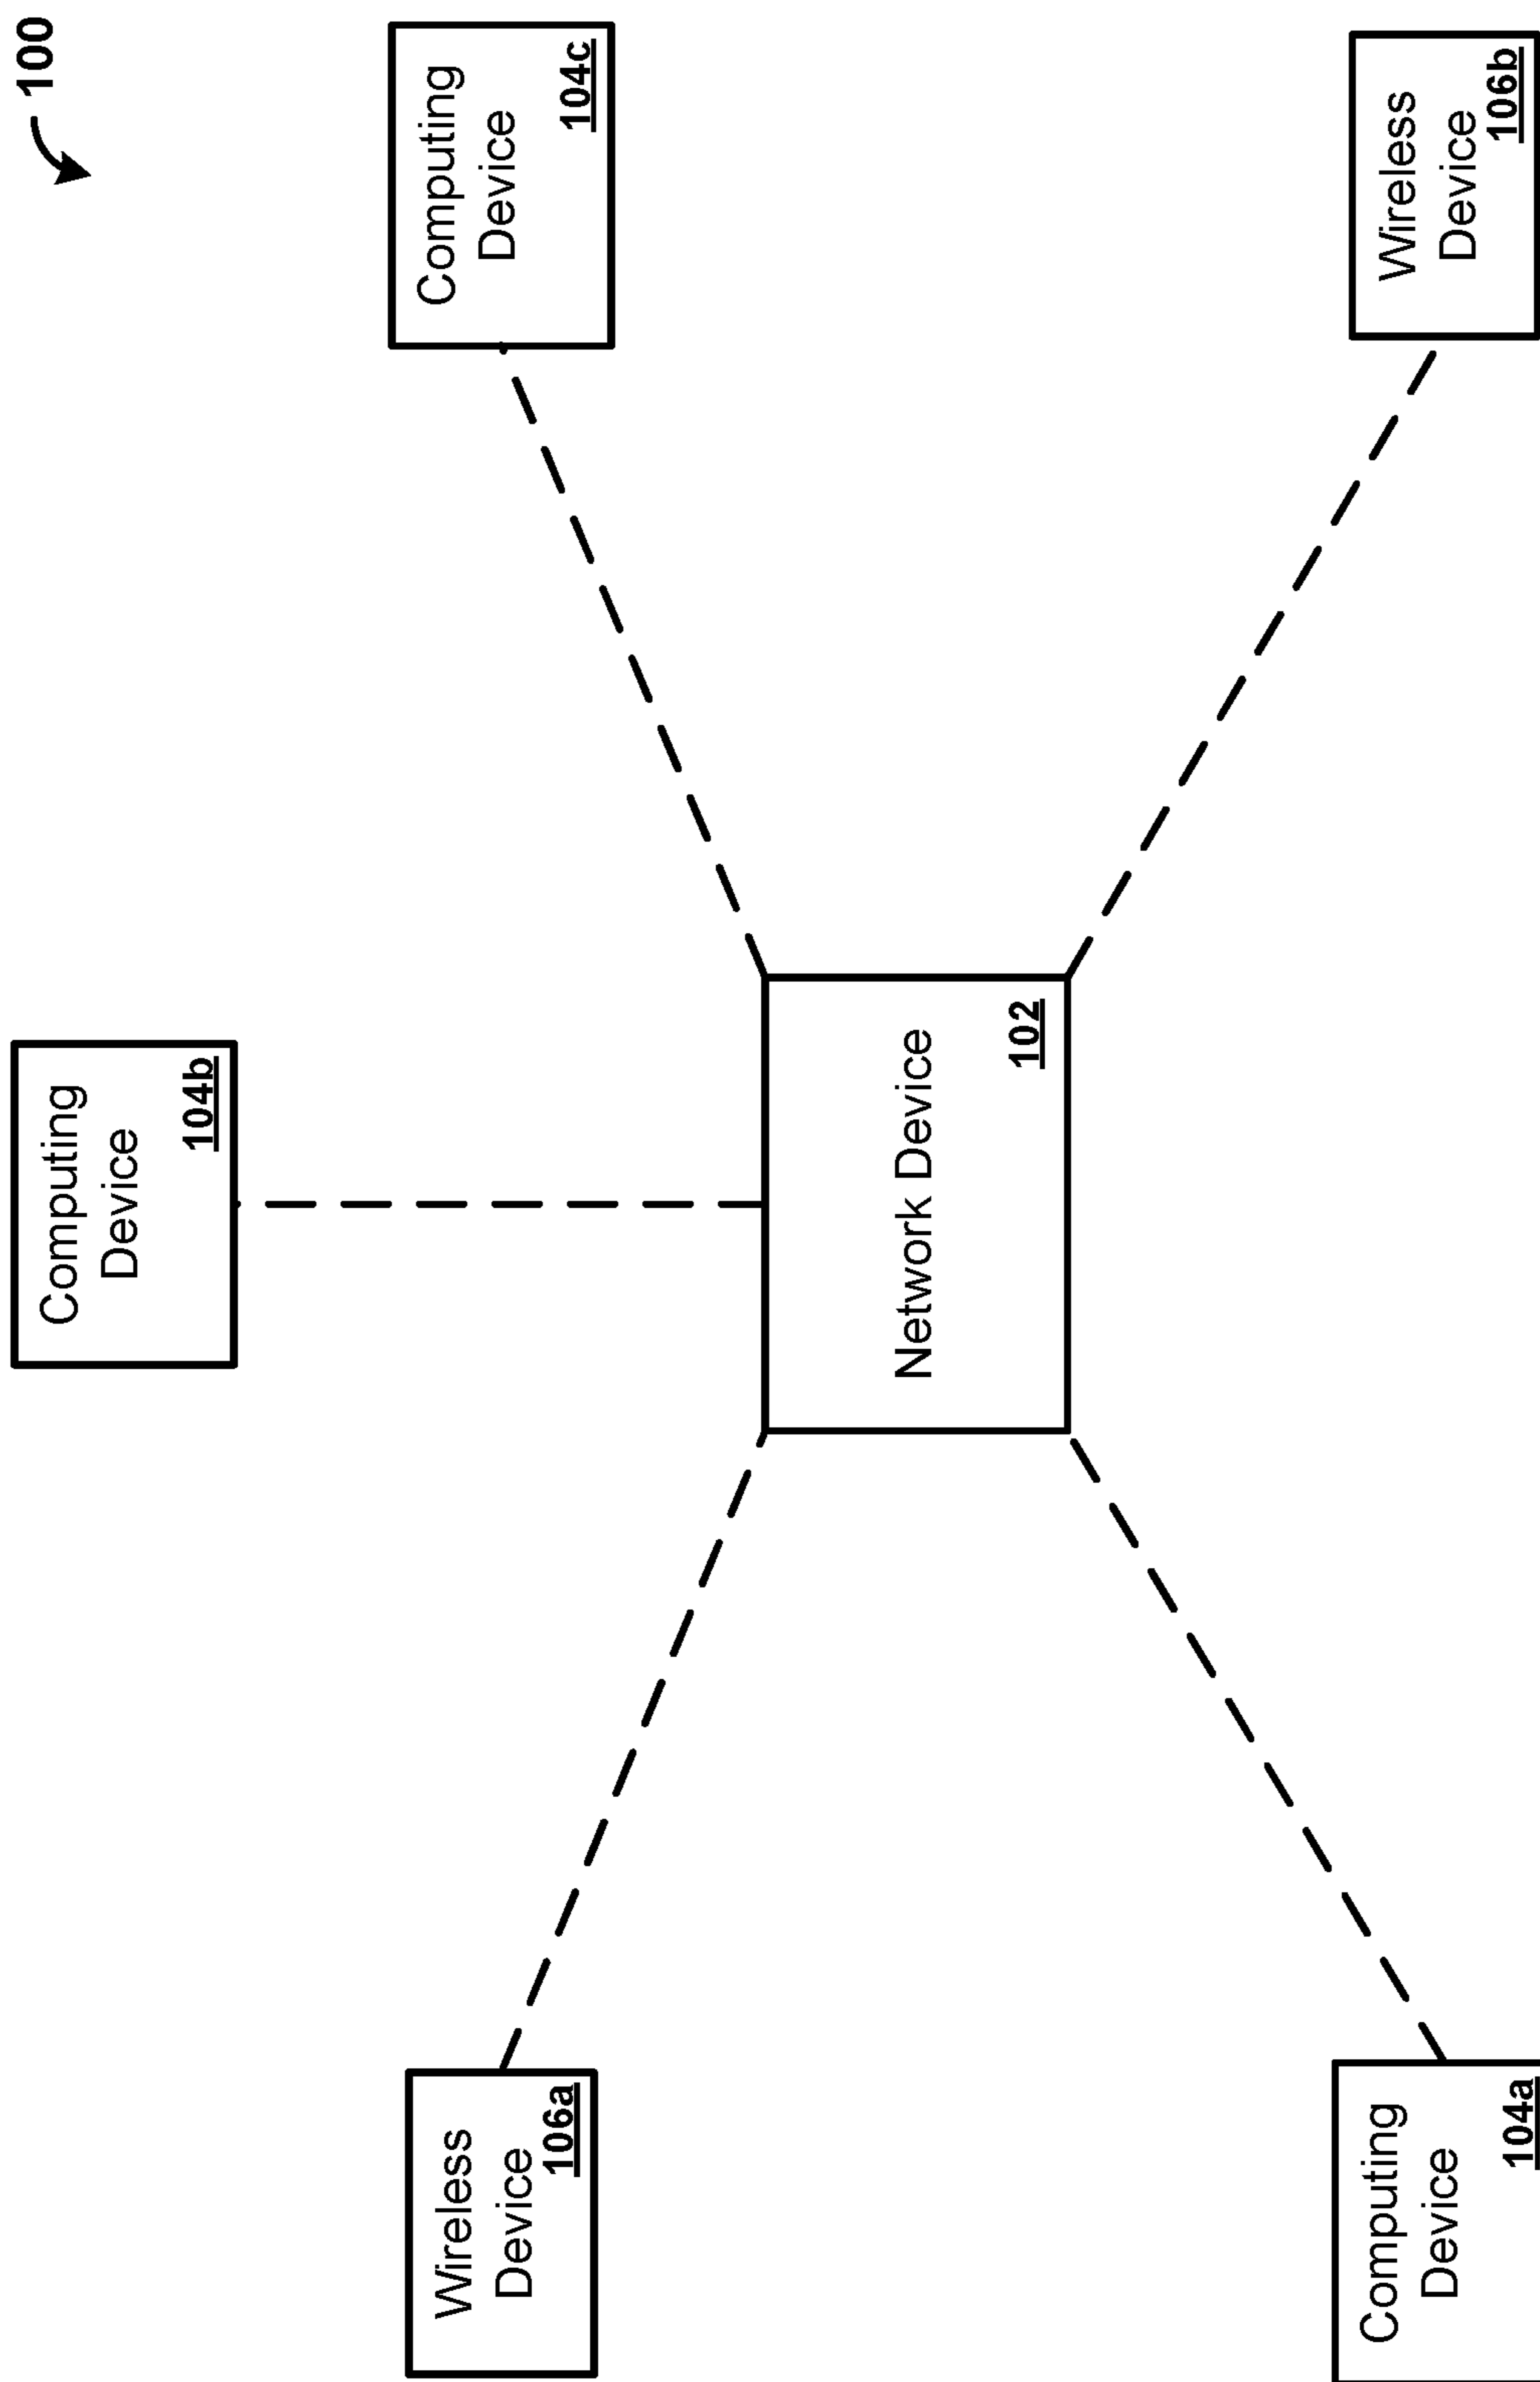 100
Computing
Device
104b
Wireless
Device
106a
Computing
Device
104c
Network Device
102
Computing
Device
104a
Wireless
Device
106b